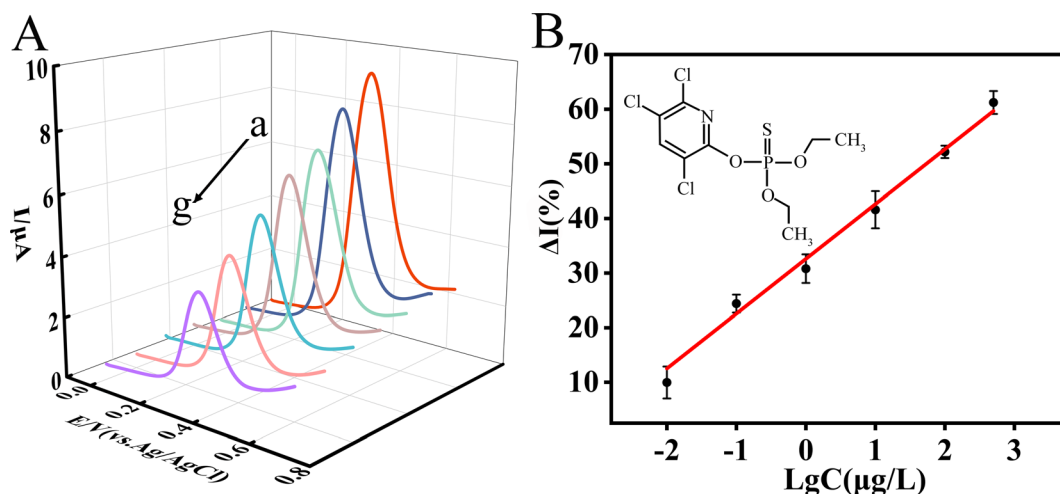 A
10
8
6
4
2
0
I/μA
a
g
0.0
0.2
0.4
0.6
0.8
E/V(vs.Ag/AgCl)
B
70
60
50
40
30
20
10
ΔI(%)
Cl
Cl
N
Cl
S
O
P
O
CH3
O
CH3
-2 -1 0 1 2 3
LgC(μg/L)